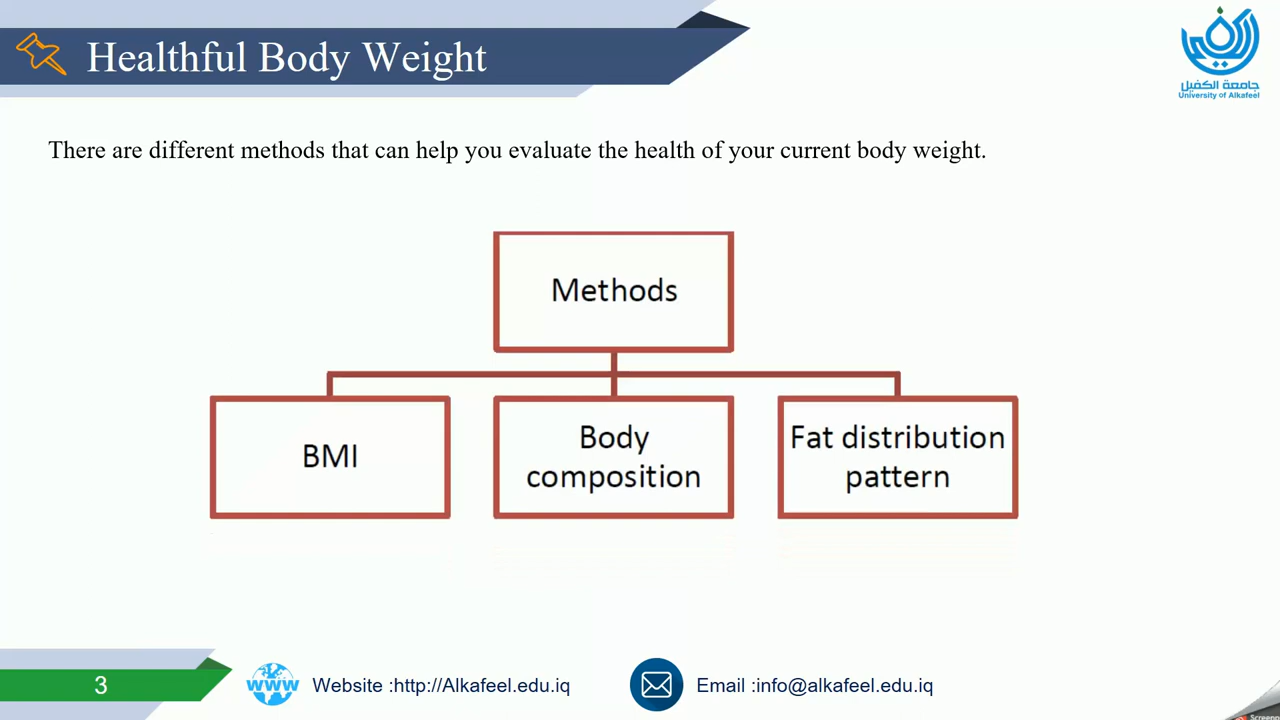 Healthful Body Weight
جامعة الكفيل
University of Alkafeel
There are different methods that can help you evaluate the health of your current body weight.
Methods
BMI
Body
composition
Fat distribution
pattern
3
www
Website :http://Alkafeel.edu.iq
Email :info@alkafeel.edu.iq